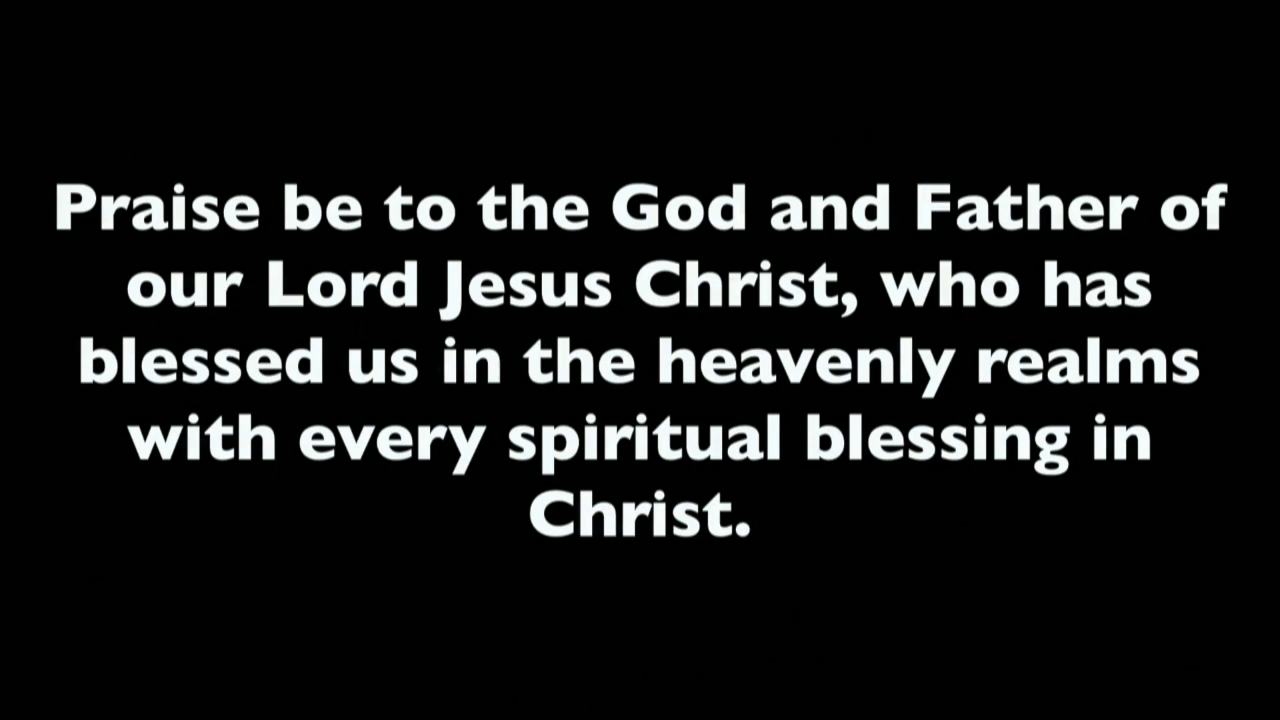 Praise be to the God and Father of
our Lord Jesus Christ, who has
blessed us in the heavenly realms
with every spiritual blessing in
Christ.